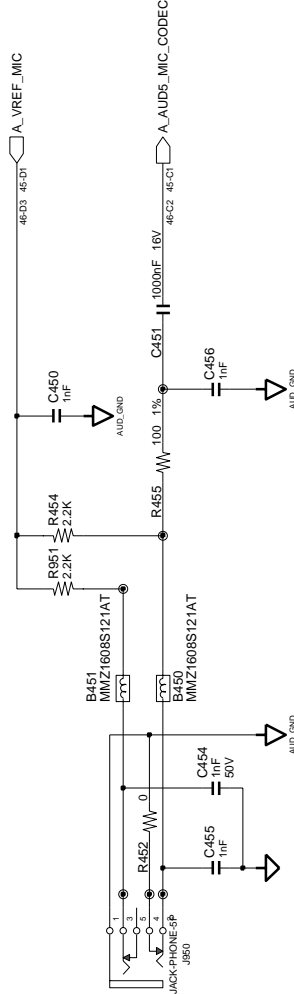 A_VREF_MIC
46-D3 45-D1
C450
1nF
AUD_GND
R454
2.2K
R951
2.2K
B451
MMZ1608S121AT
A_AUD5_MIC_CODEC
46-C2 45-C1
1000nF 16V
C451
100 1%
R455
C456
1nF
AUD_GND
B450
MMZ1608S121AT
0
R452
AUD_GND
C454
1nF
50V
C455
1nF
1
3
5
4
JACK-PHONE-5P
J950